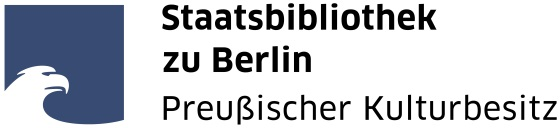 Staatsbibliothek
zu Berlin
Preußischer Kulturbesitz